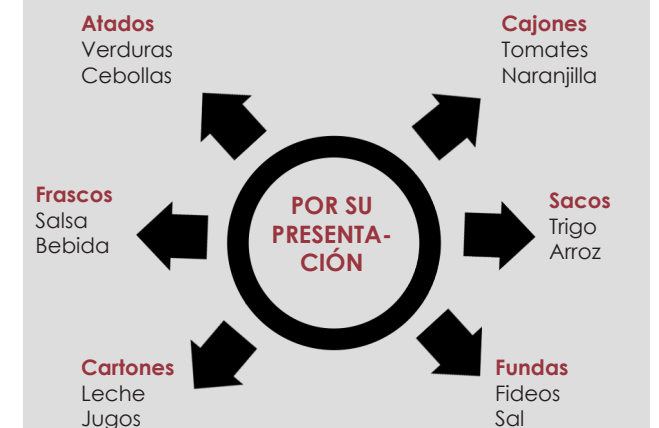 Atados
Verduras
Cebollas
Cajones
Tomates
Naranjilla
Frascos
Salsa
Bebida
POR SU
PRESENTA-
CIÓN
Sacos
Trigo
Arroz
Cartones
Leche
Jugos
Fundas
Fideos
Sal